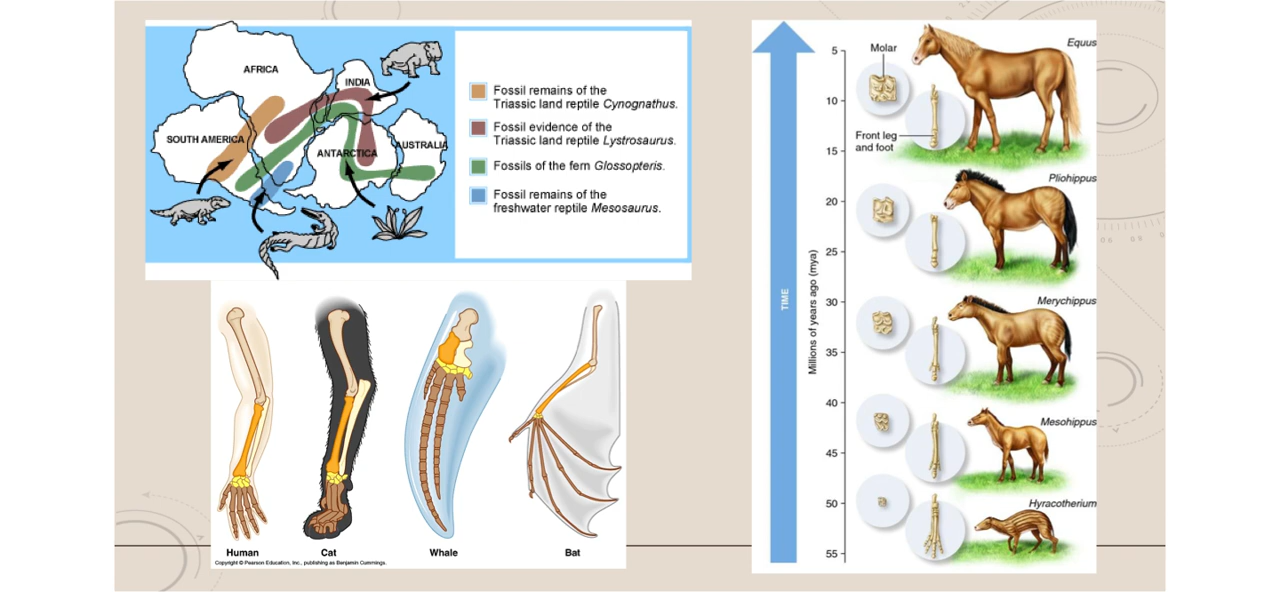 AFRICA
INDIA
SOUTH AMERICA
ANTARCTICA
AUSTRALIA
Fossil remains of the
Triassic land reptile Cynognathus.
Fossil evidence of the
Triassic land reptile Lystrosaurus.
Fossils of the fern Glossopteris.
Fossil remains of the
freshwater reptile Mesosaurus.
Human
Cat
Whale
Bat
Copyright © Pearson Education, Inc., publishing as Benjamin Cummings.
TIME
Millions of years ago (mya)
5
10
15
20
25
30
35
40
45
50
55
Molar
Front leg
and foot
Equus
Pliohippus
Merychippus
Mesohippus
Hyracotherium